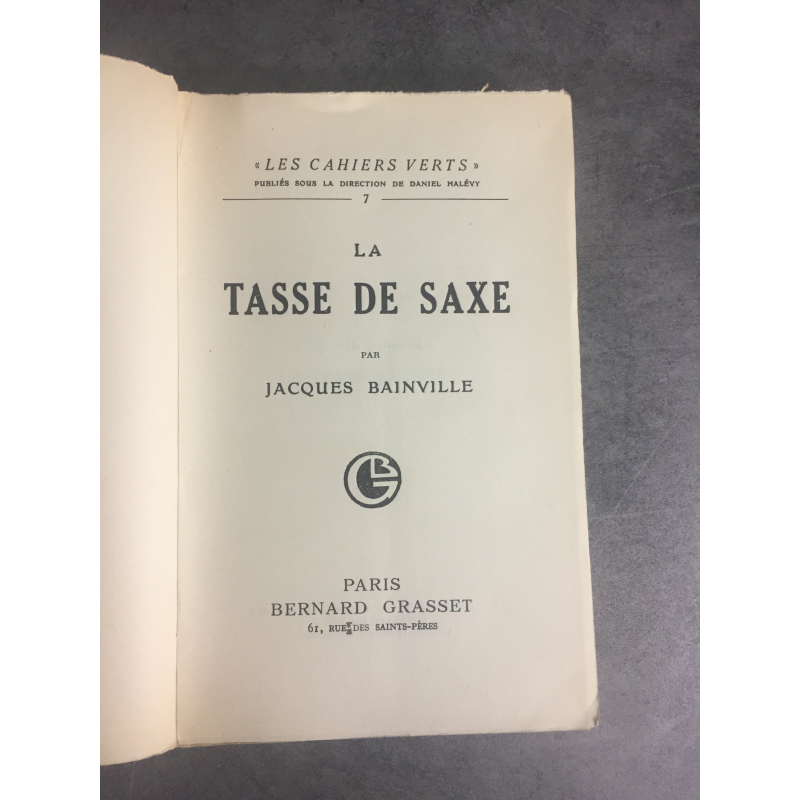 « LES CAHIERS VERTS »
PUBLIÉS SOUS LA DIRECTION DE DANIEL HALÉVY
7
LA
TASSE DE SAXE
PAR
JACQUES BAINVILLE
BG
PARIS
BERNARD GRASSET
61, RUE DES SAINTS-PÈRES